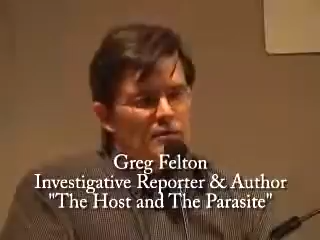 Greg Felton
Investigative Reporter & Author
"The Host and The Parasite"